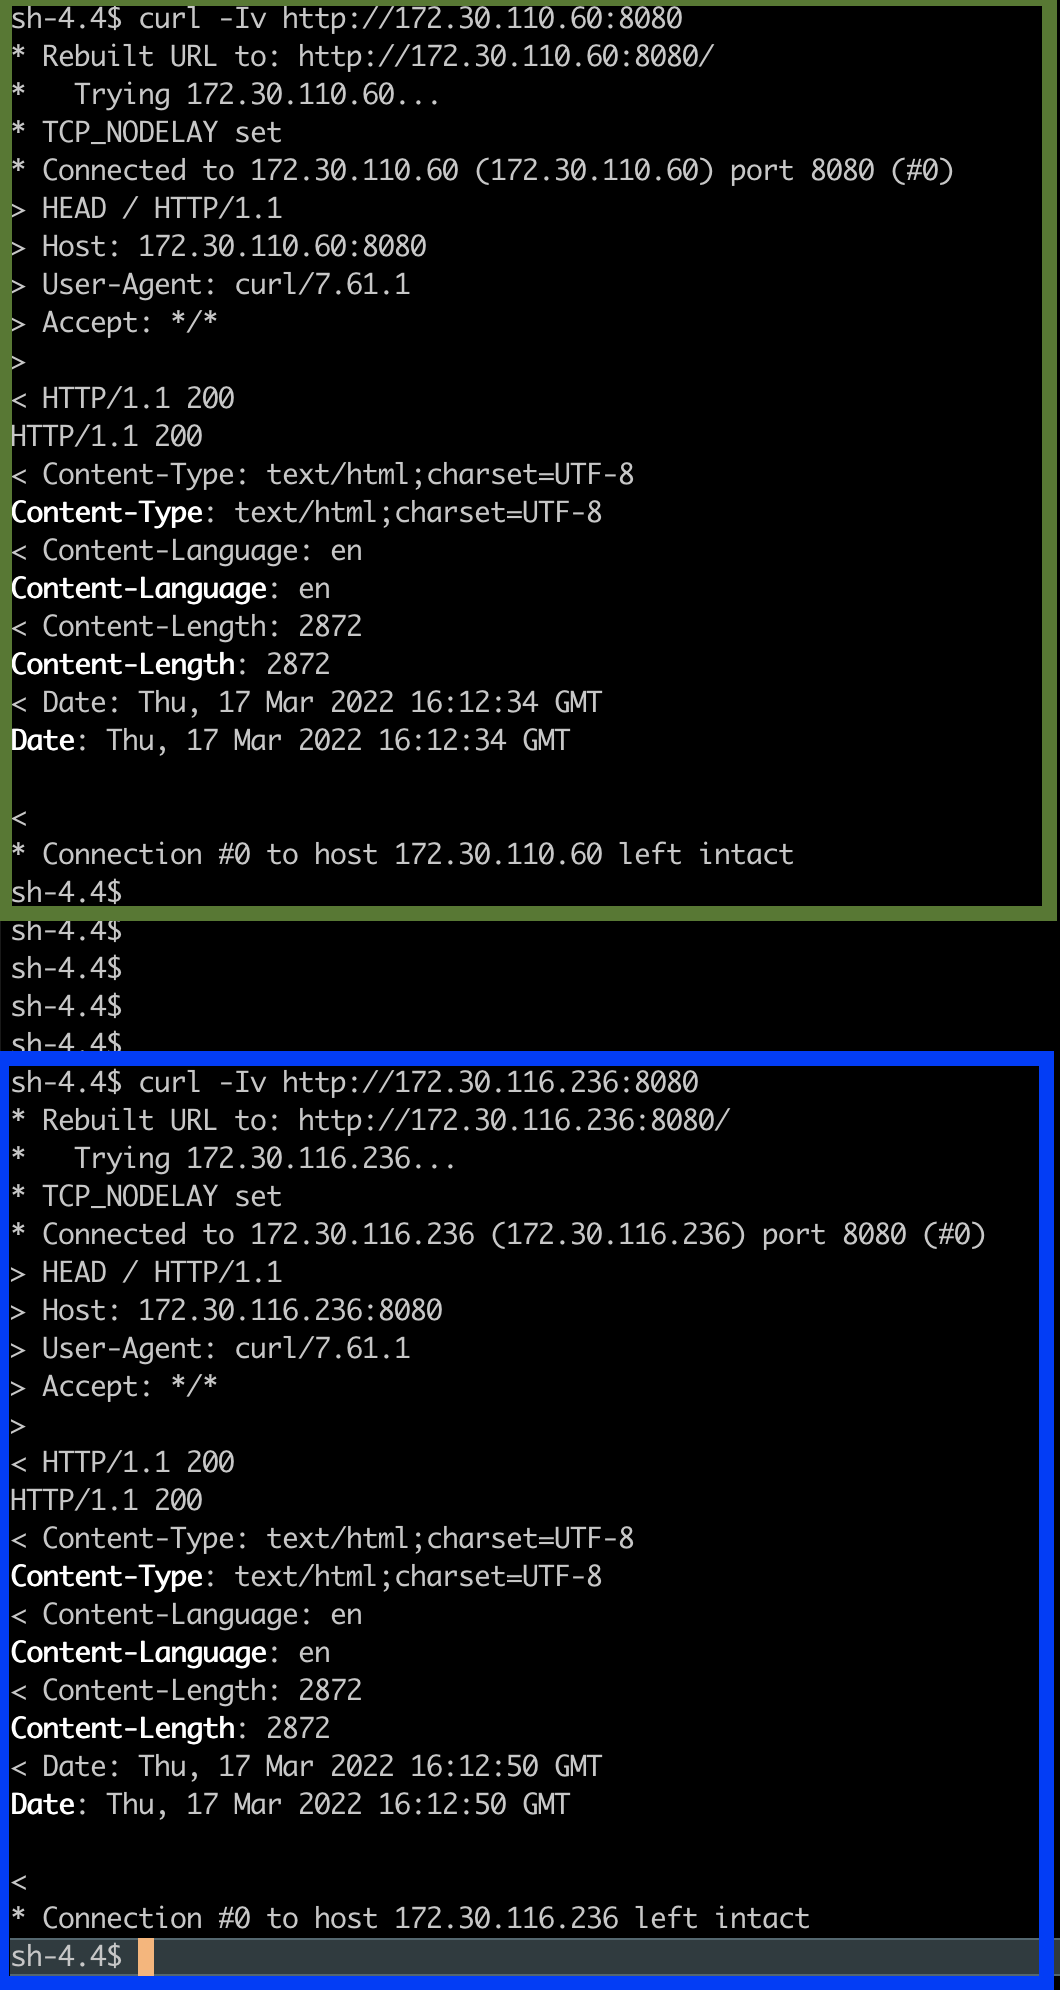 sh-4.4$ curl -Iv http://172.30.110.60:8080
* Rebuilt URL to: http://172.30.110.60:8080/
*   Trying 172.30.110.60...
* TCP_NODELAY set
* Connected to 172.30.110.60 (172.30.110.60) port 8080 (#0)
> HEAD / HTTP/1.1
> Host: 172.30.110.60:8080
> User-Agent: curl/7.61.1
> Accept: */*
>
< HTTP/1.1 200
HTTP/1.1 200
< Content-Type: text/html;charset=UTF-8
Content-Type: text/html;charset=UTF-8
< Content-Language: en
Content-Language: en
< Content-Length: 2872
Content-Length: 2872
< Date: Thu, 17 Mar 2022 16:12:34 GMT
Date: Thu, 17 Mar 2022 16:12:34 GMT

<
* Connection #0 to host 172.30.110.60 left intact
sh-4.4$
sh-4.4$
sh-4.4$
sh-4.4$
sh-4.4$
sh-4.4$ curl -Iv http://172.30.116.236:8080
* Rebuilt URL to: http://172.30.116.236:8080/
*   Trying 172.30.116.236...
* TCP_NODELAY set
* Connected to 172.30.116.236 (172.30.116.236) port 8080 (#0)
> HEAD / HTTP/1.1
> Host: 172.30.116.236:8080
> User-Agent: curl/7.61.1
> Accept: */*
>
< HTTP/1.1 200
HTTP/1.1 200
< Content-Type: text/html;charset=UTF-8
Content-Type: text/html;charset=UTF-8
< Content-Language: en
Content-Language: en
< Content-Length: 2872
Content-Length: 2872
< Date: Thu, 17 Mar 2022 16:12:50 GMT
Date: Thu, 17 Mar 2022 16:12:50 GMT

<
* Connection #0 to host 172.30.116.236 left intact
sh-4.4$